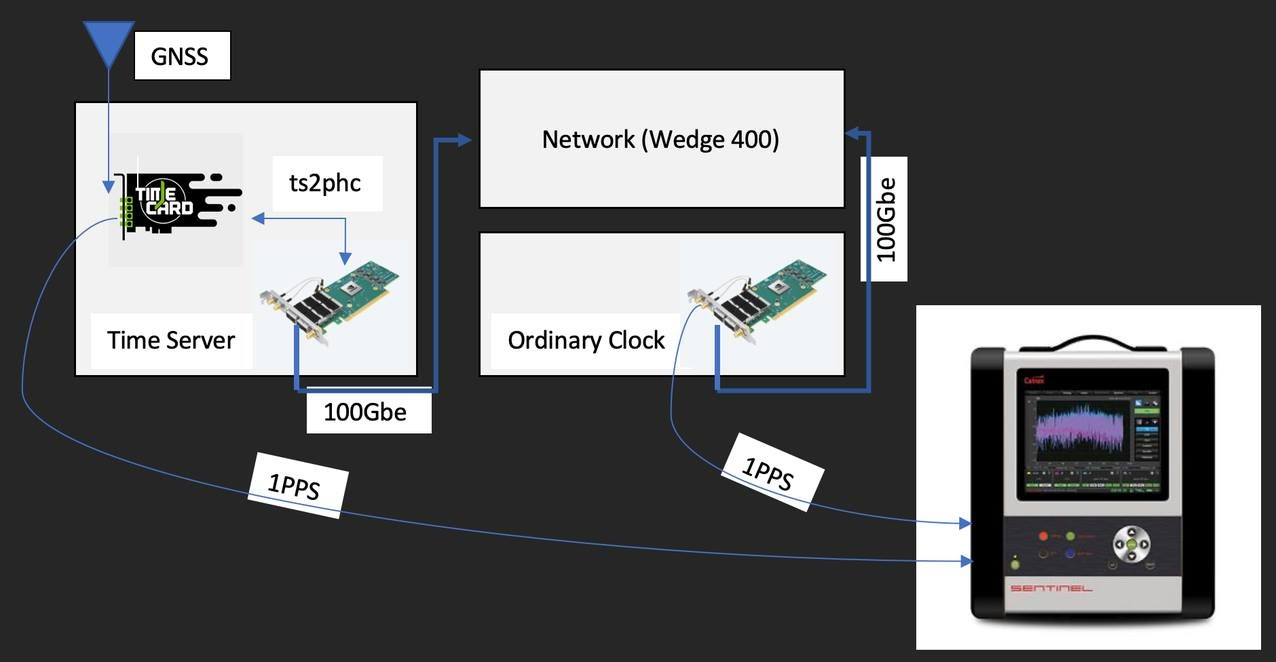 GNSS
Network (Wedge 400)
TIME
CARD
ts2phc
100Gbe
Time Server
Ordinary Clock
100Gbe
1PPS
1PPS
Calnex
SENTINEL